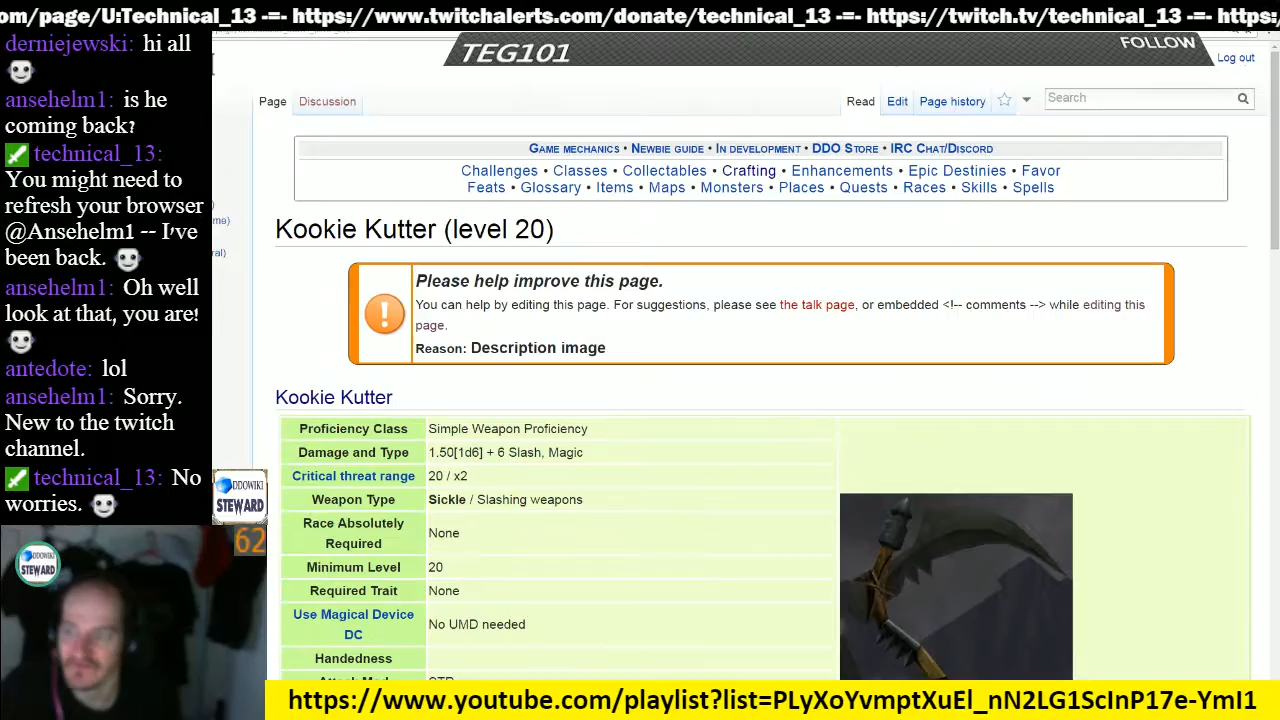 om/page/U:Technical_13 -=- https://www.twitchalerts.com/donate/technical_13 -=- https://twitch.tv/technical_13 -=- https:/
derniejewski: hi all
ansehelm1: is he
coming back?
technical_13:
You might need to
refresh your browser
@Ansehelm1 -- I've
been back.
ansehelm1: Oh well
look at that, you are!
antedote: lol
ansehelm1: Sorry.
New to the twitch
channel.
technical_13: No
worries.
DDOWIKI
STEWARD
62
DDOWIKI
STEWARD
TEG101
FOLLOW
Log out
Page Discussion
Read Edit Page history
Search
Game mechanics • Newbie guide • In development • DDO Store • IRC Chat/Discord
Challenges • Classes • Collectables • Crafting • Enhancements • Epic Destinies • Favor
Feats • Glossary • Items • Maps • Monsters • Places • Quests • Races • Skills • Spells
me)
ral)
Kookie Kutter (level 20)
Please help improve this page.
You can help by editing this page. For suggestions, please see the talk page, or embedded <!-- comments --> while editing this
page.
Reason: Description image
Kookie Kutter
Proficiency Class Simple Weapon Proficiency
Damage and Type 1.50[1d6] + 6 Slash, Magic
Critical threat range 20 / x2
Weapon Type Sickle / Slashing weapons
Race Absolutely
Required
None
Minimum Level 20
Required Trait None
Use Magical Device
DC
No UMD needed
Handedness
Attack Mod STR
https://www.youtube.com/playlist?list=PLyXoYvmptXuEl_nN2LG1ScInP17e-YmI1